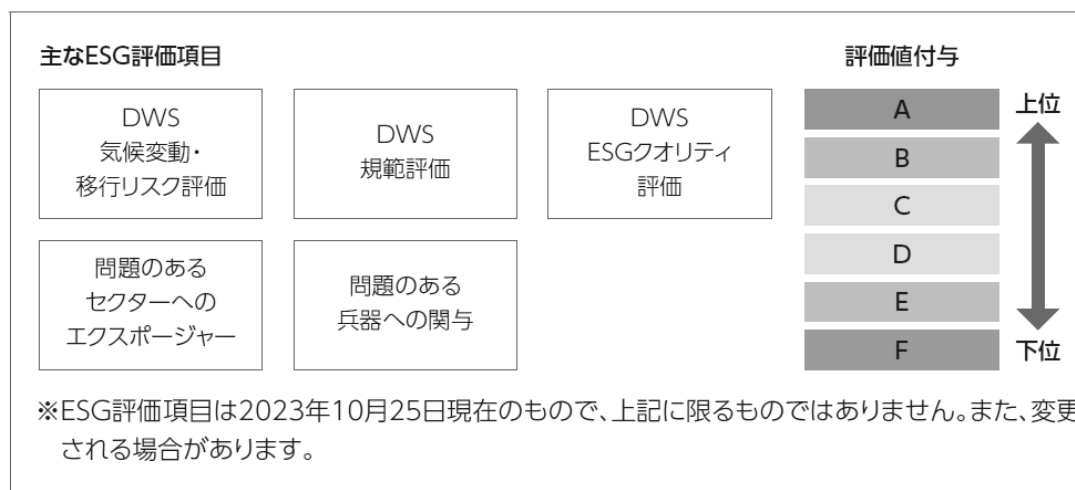 主なESG評価項目
DWS
気候変動・
移行リスク評価
DWS
規範評価
DWS
ESGクオリティ
評価
問題のある
セクターへの
エクスポージャー
問題のある
兵器への関与
評価値付与
A
B
C
D
E
F
上位
下位
※ESG評価項目は2023年10月25日現在のもので、上記に限るものではありません。また、変更
される場合があります。